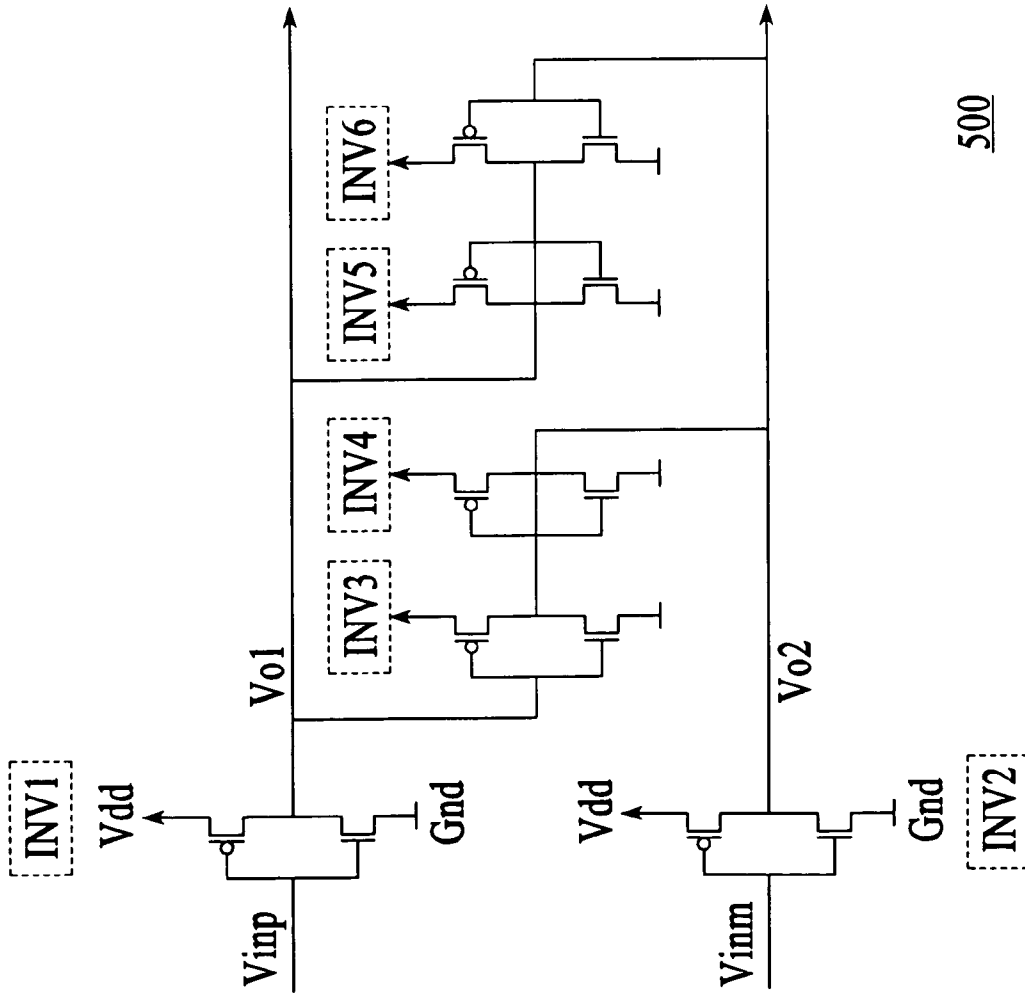 INV1
Vdd
Vinp
Gnd
Vo1
INV3
INV4
INV5
INV6
Vdd
Vinm
Gnd
Vo2
INV2
500